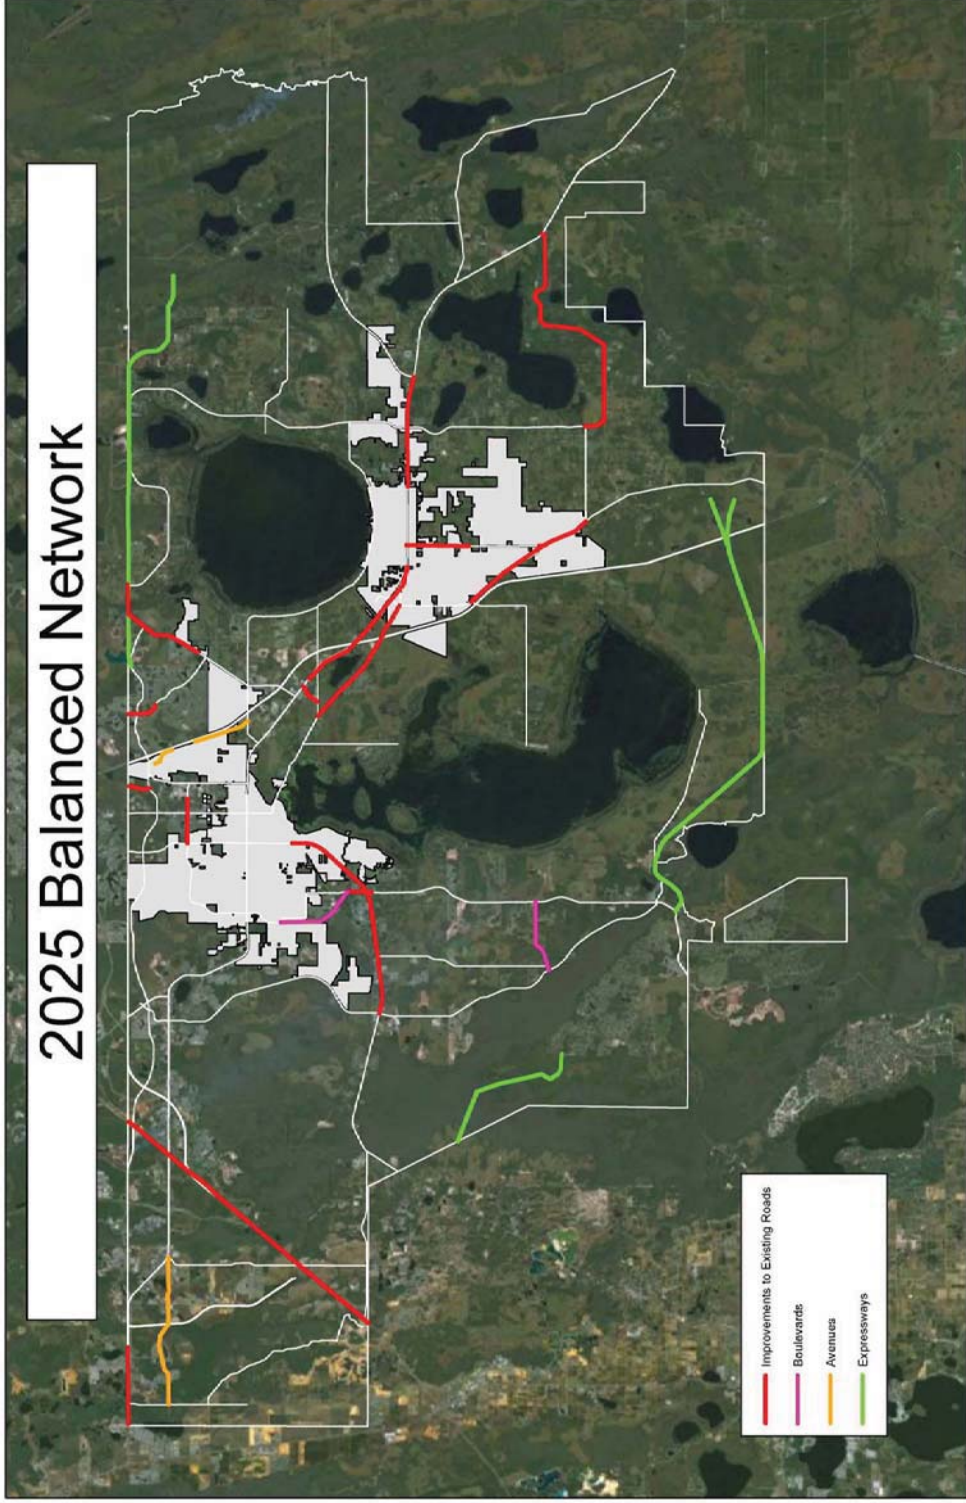 2025 Balanced Network
Improvements to Existing Roads
Boulevards
Avenues
Expressways